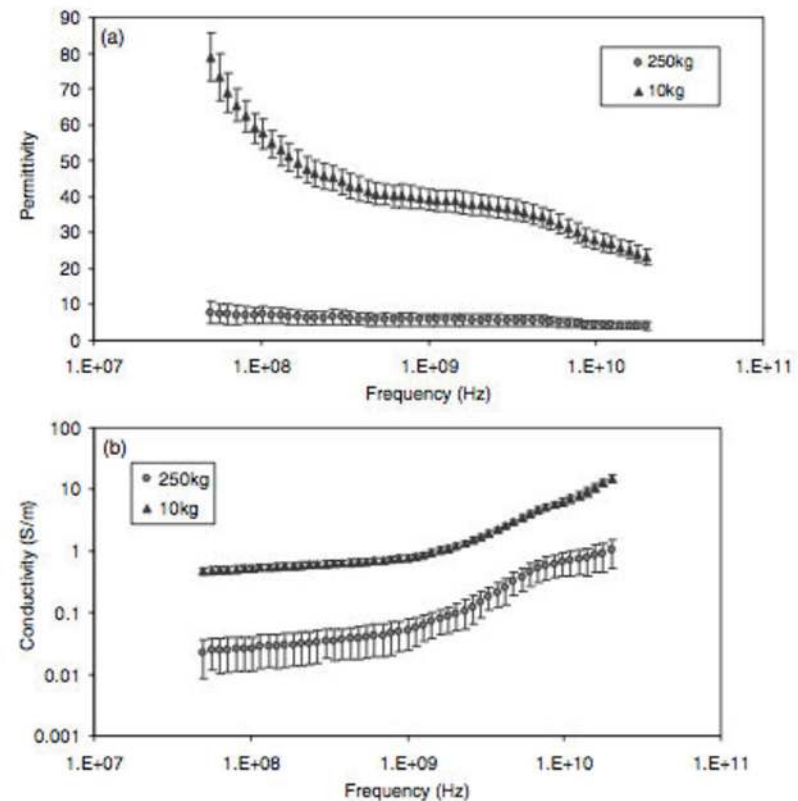 90
(a)
80
250kg
70
10kg
60
50
Permittivity
40
30
20
10
0
1.E+07 1.E+08 1.E+09 1.E+10 1.E+11
Frequency (Hz)
100
(b)
250kg
10
10kg
1
Conductivity (S/m)
0.1
0.01
0.001
1.E+07 1.E+08 1.E+09 1.E+10 1.E+11
Frequency (Hz)